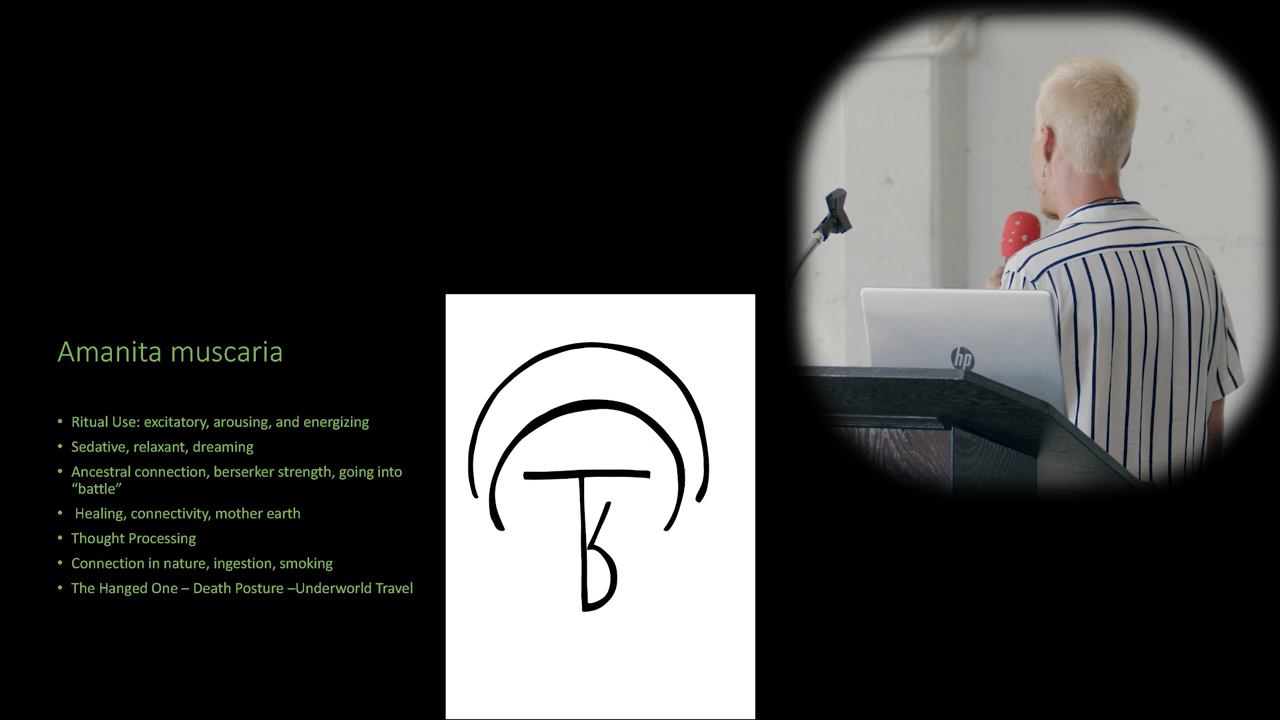 Amanita muscaria
• Ritual Use: excitatory, arousing, and energizing
• Sedative, relaxant, dreaming
• Ancestral connection, berserker strength, going into
“battle”
• Healing, connectivity, mother earth
• Thought Processing
• Connection in nature, ingestion, smoking
• The Hanged One – Death Posture –Underworld Travel
hp